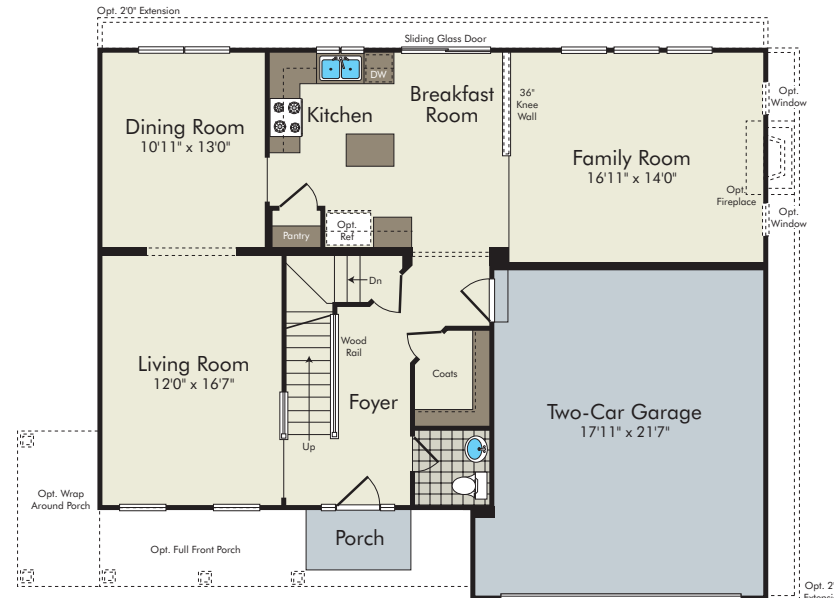 Opt. 2'0" Extension
Sliding Glass Door
DW
Kitchen
Breakfast
Room
36"
Knee
Wall
Opt.
Window
Dining Room
10'11" x 13'0"
Family Room
16'11" x 14'0"
Opt.
Fireplace
Opt.
Window
Pantry
Opt.
Ref
Dn
Living Room
12'0" x 16'7"
Wood
Rail
Coats
Foyer
Two-Car Garage
17'11" x 21'7"
Up
Opt. Wrap
Around Porch
Opt. Full Front Porch
Porch
Opt. 2'